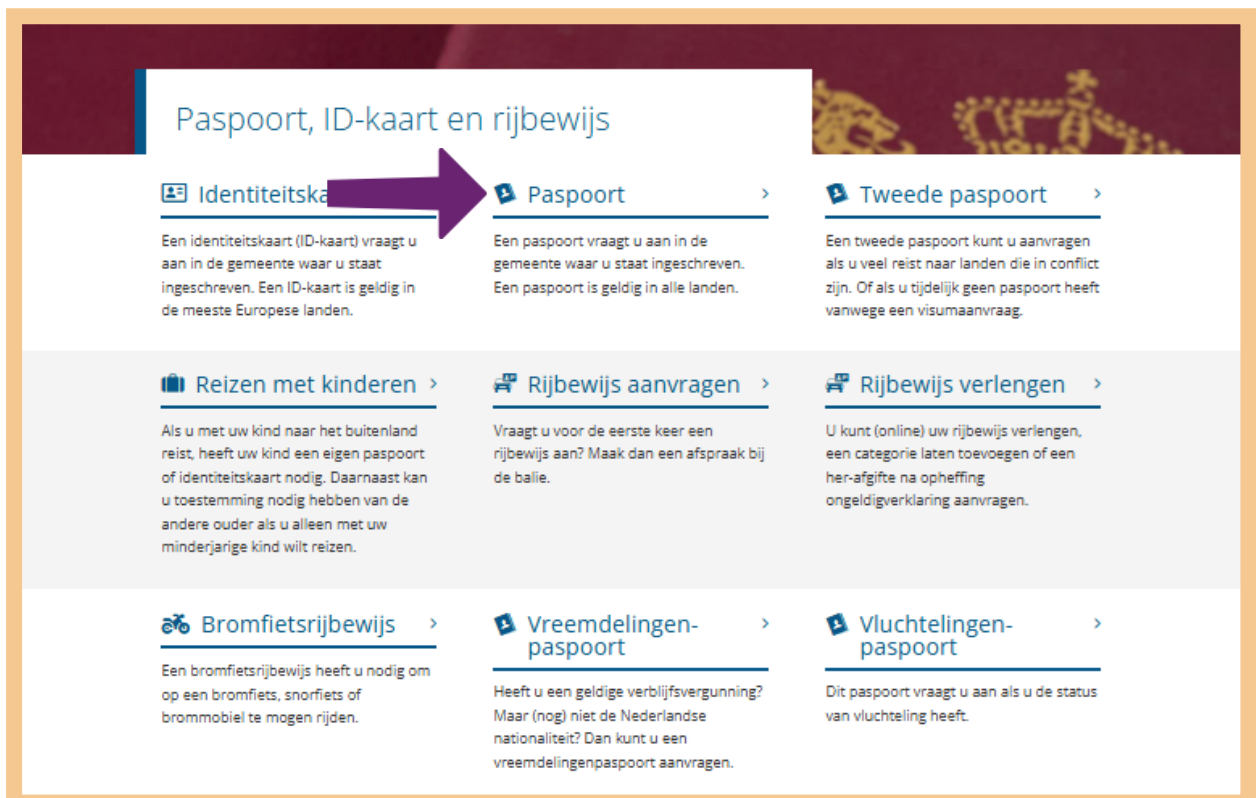 Paspoort, ID-kaart en rijbewijs
Paspoort
Tweede paspoort
Een identiteitskaart (ID-kaart) vraagt u
aan in de gemeente waar u staat
ingeschreven. Een ID-kaart is geldig in
de meeste Europese landen.
Een paspoort vraagt u aan in de
gemeente waar u staat ingeschreven.
Een paspoort is geldig in alle landen.
Een tweede paspoort kunt u aanvragen
als u veel reist naar landen die in conflict
zijn. Of als u tijdelijk geen paspoort heeft
vanwege een visumaanvraag.
Reizen met kinderen
Rijbewijs aanvragen
Rijbewijs verlengen
Als u met uw kind naar het buitenland
reist, heeft uw kind een eigen paspoort
of identiteitskaart nodig. Daarnaast kan
u toestemming nodig hebben van de
andere ouder als u alleen met uw
minderjarige kind wilt reizen.
Vraagt u voor de eerste keer een
rijbewijs aan? Maak dan een afspraak bij
de balie.
U kunt (online) uw rijbewijs verlengen,
een categorie laten toevoegen of een
her-afgifte na opheffing
ongeldigverklaring aanvragen.
Bromfietsrijbewijs
Vreemdelingen-
paspoort
Vluchtelingen-
paspoort
Een bromfietsrijbewijs heeft u nodig om
op een bromfiets, snorfiets of
brommobiel te mogen rijden.
Heeft u een geldige verblijfsvergunning?
Maar (nog) niet de Nederlandse
nationaliteit? Dan kunt u een
vreemdelingenpaspoort aanvragen.
Dit paspoort vraagt u aan als u de status
van vluchteling heeft.